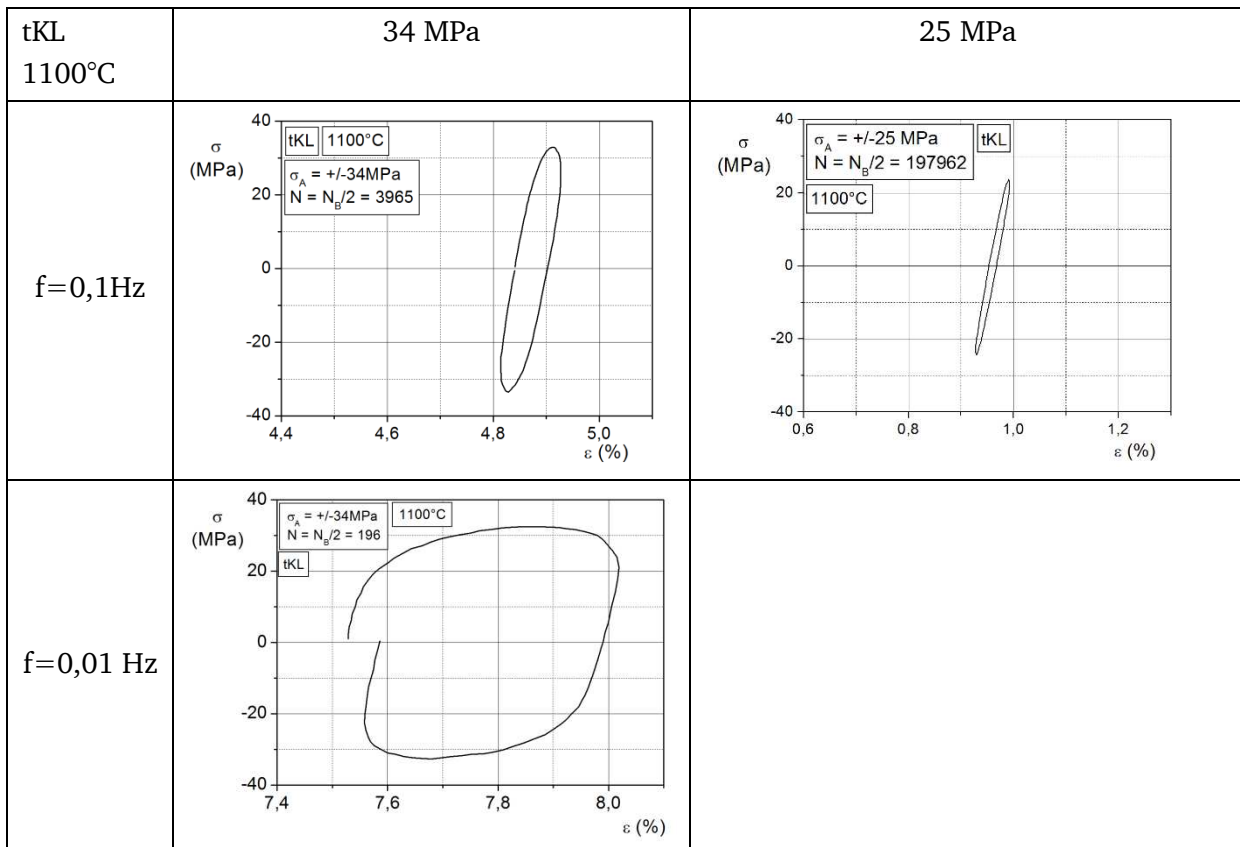 tKL
1100°C
34 MPa
25 MPa
f=0,1Hz
σ
(MPa)
40
20
0
-20
-40
tKL
1100°C
σA = +/-34MPa
N = NB/2 = 3965
4,4
4,6
4,8
5,0
ε (%)
σ
(MPa)
40
20
0
-20
-40
σA = +/-25 MPa
N = NB/2 = 197962
tKL
1100°C
0,6
0,8
1,0
1,2
ε (%)
f=0,01 Hz
σ
(MPa)
40
20
0
-20
-40
σA = +/-34MPa
N = NB/2 = 196
1100°C
tKL
7,4
7,6
7,8
8,0
ε (%)